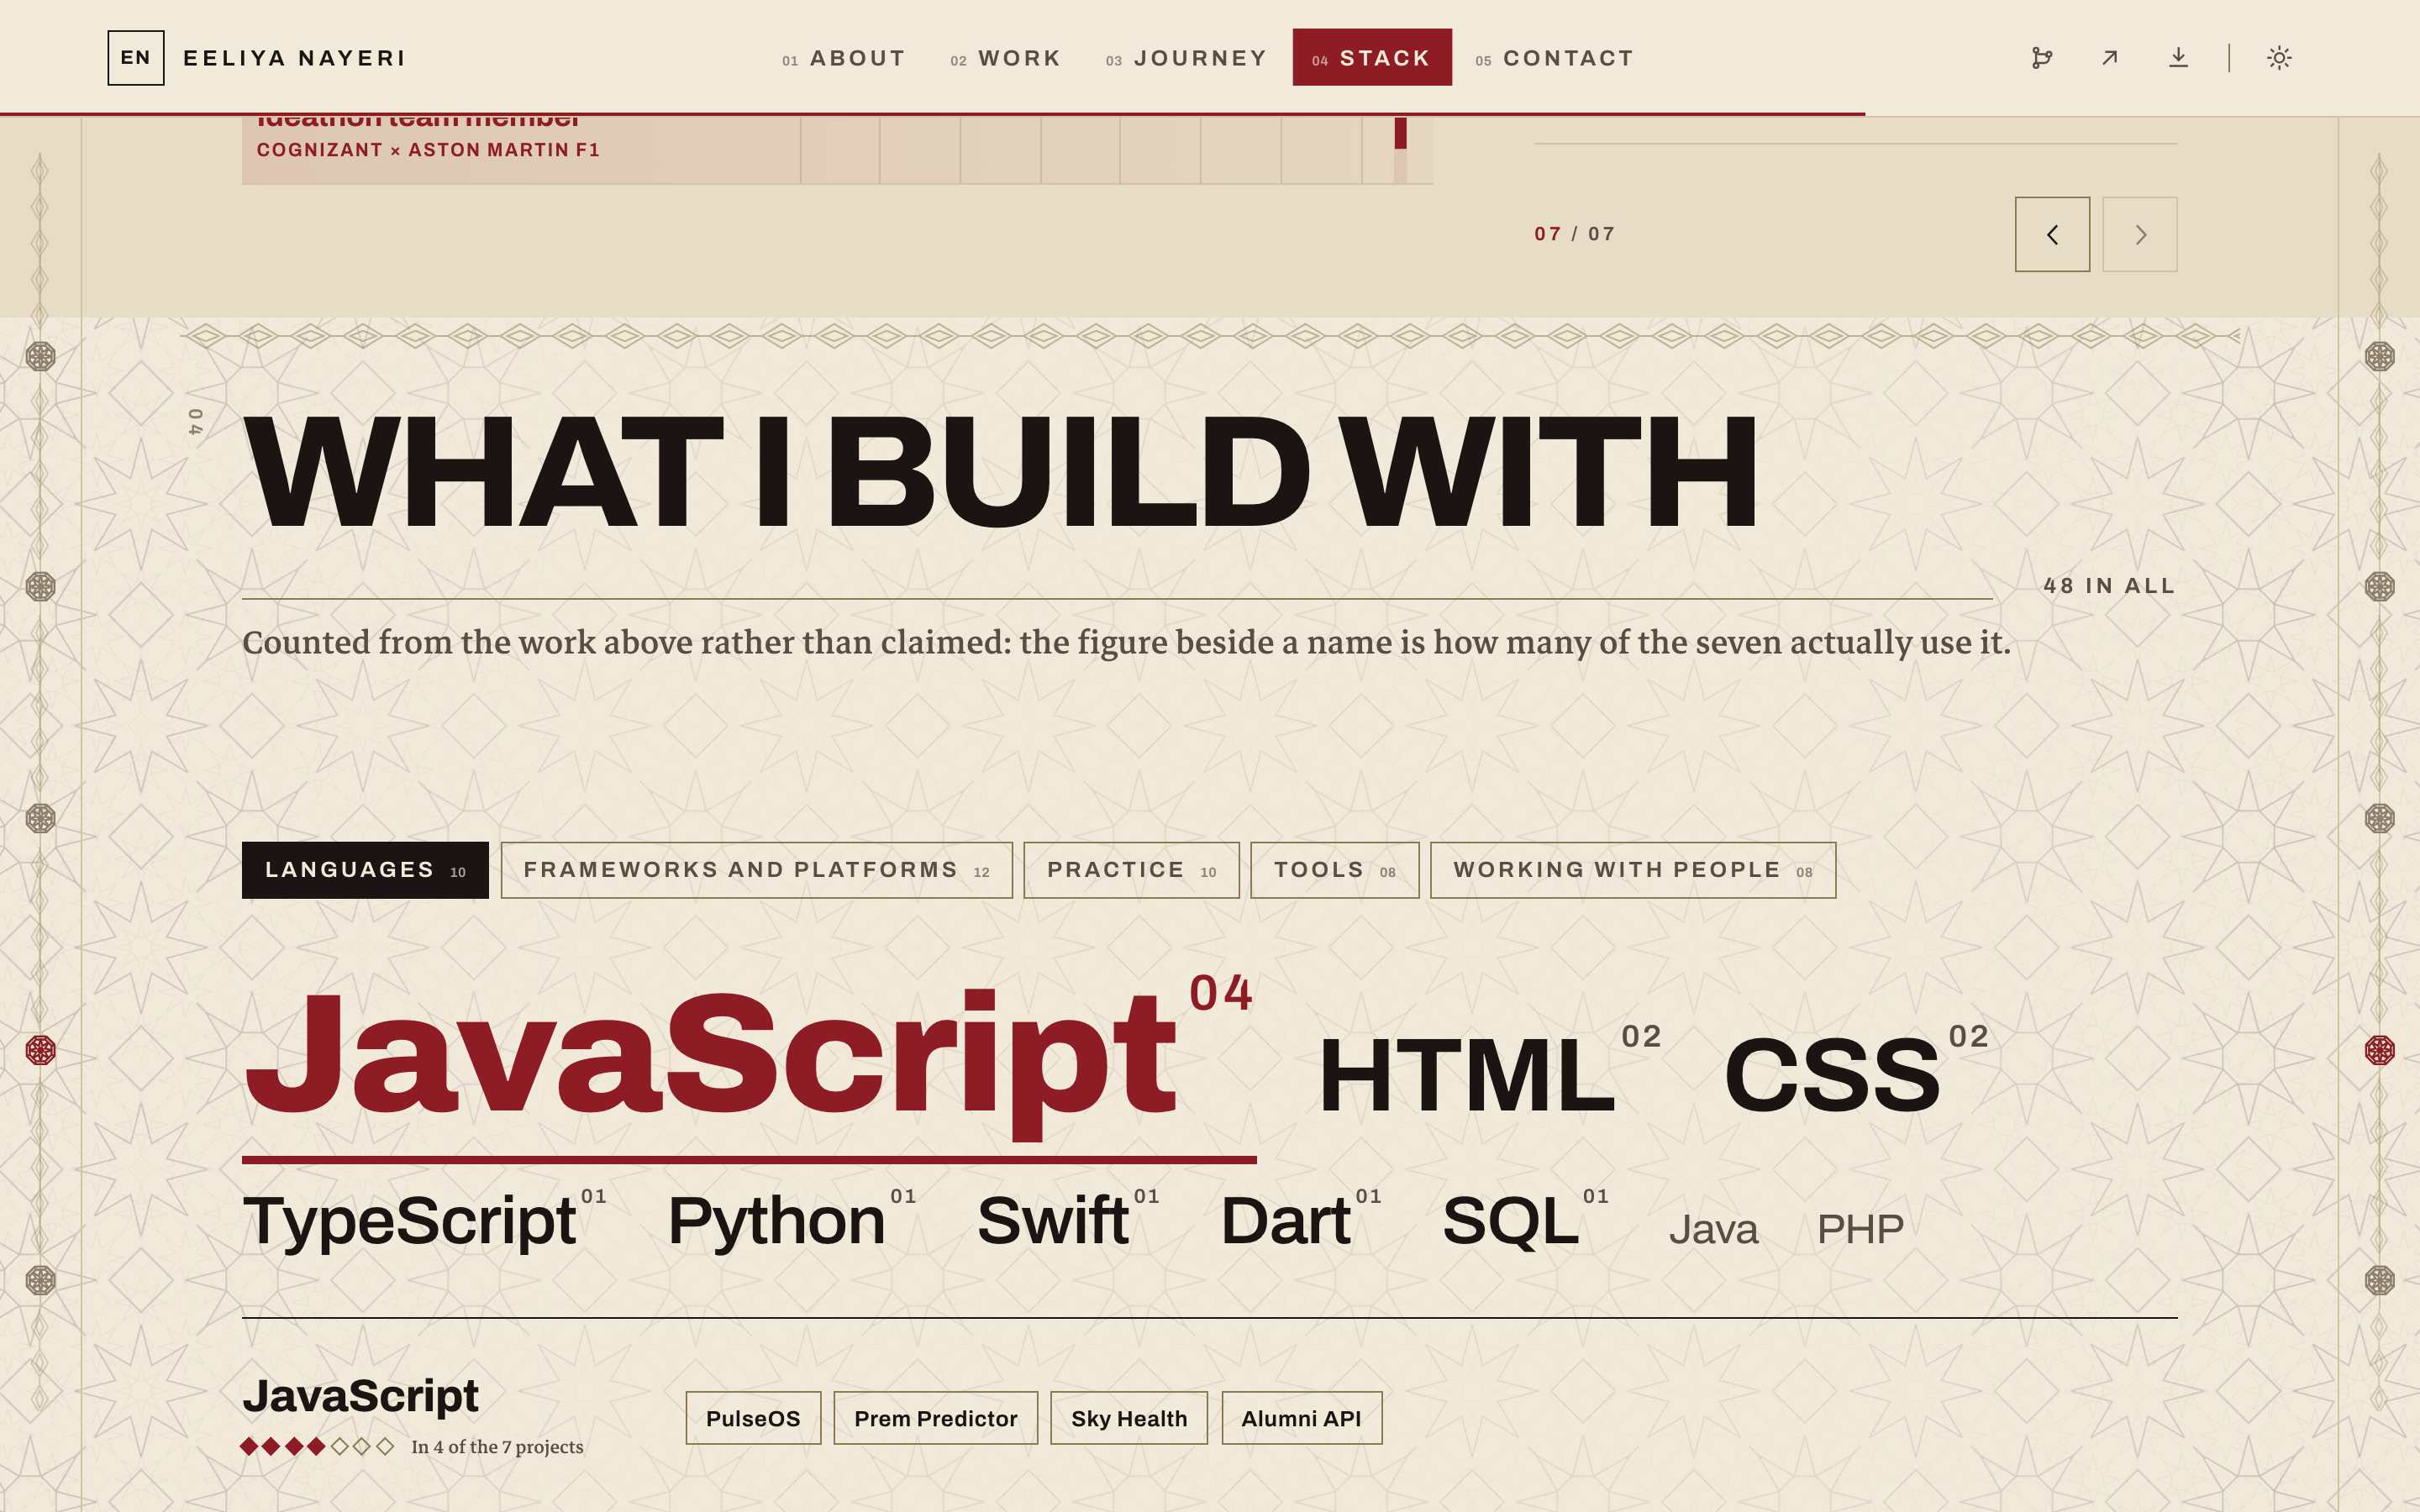 EN EELIYA NAYERI 01 ABOUT 02 WORK 03 JOURNEY 04 STACK 05 CONTACT
Ideathon team member
COGNIZANT × ASTON MARTIN F1
07 / 07
04
WHAT I BUILD WITH
48 IN ALL
Counted from the work above rather than claimed: the figure beside a name is how many of the seven actually use it.
LANGUAGES 10 FRAMEWORKS AND PLATFORMS 12 PRACTICE 10 TOOLS 08 WORKING WITH PEOPLE 08
JavaScript 04 HTML 02 CSS 02
TypeScript 01 Python 01 Swift 01 Dart 01 SQL 01 Java PHP
JavaScript
PulseOS Prem Predictor Sky Health Alumni API
In 4 of the 7 projects